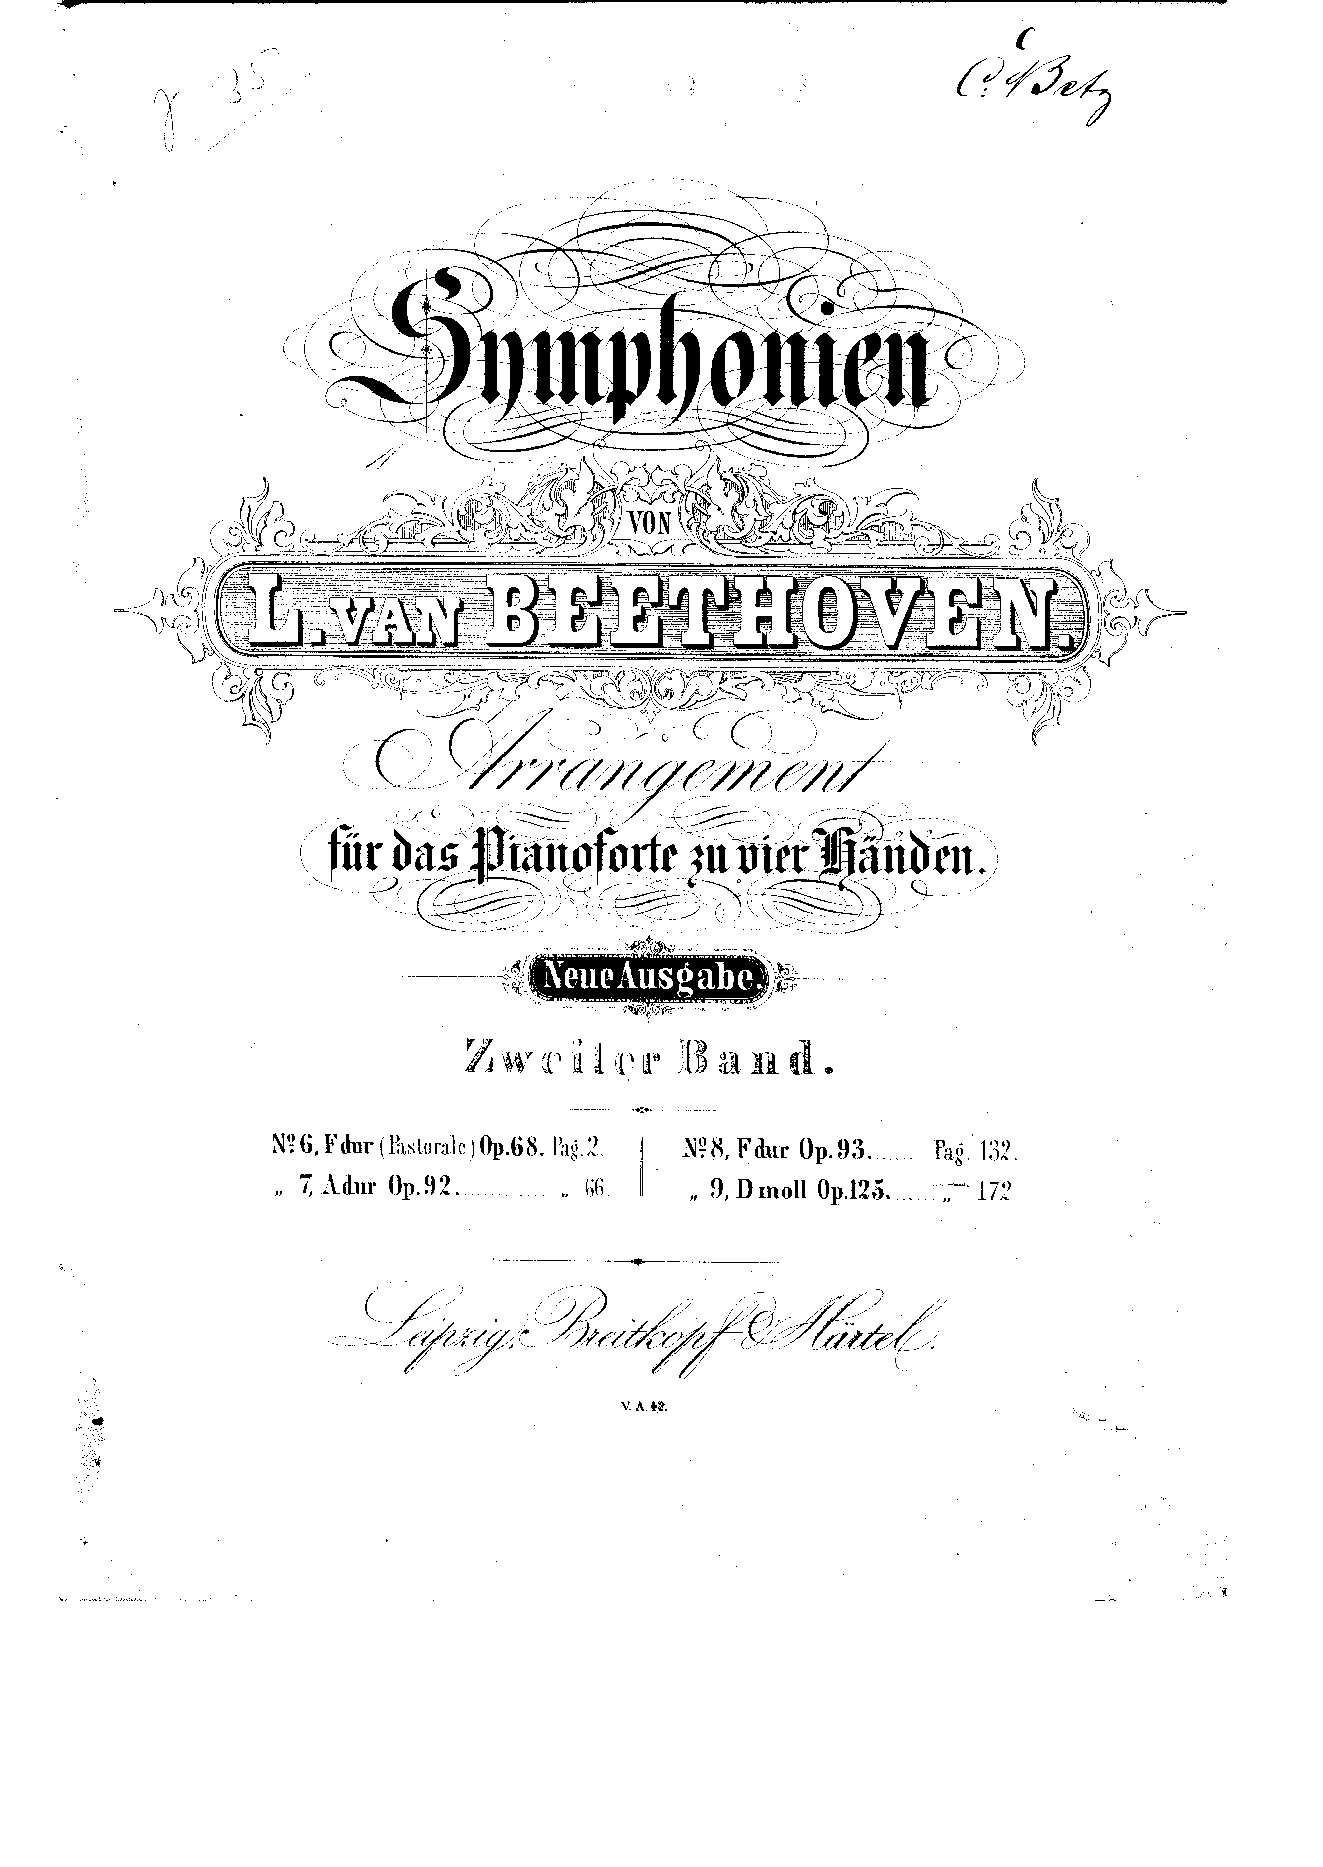 C. Betz
35
Symphonien
VON
L. VAN BEETHOVEN.
Arrangement
für das Pianoforte zu vier Händen.
Neue Ausgabe.
Zweiter Band.
No. 6, F dur (Pastorale) Op. 68. Pag. 2.
„ 7, A dur Op. 92. .......... „ 66.
No. 8, F dur Op. 93. ...... Pag. 132.
„ 9, D moll Op. 125. ...... „ 172
Leipzig, Breitkopf & Härtel.
V. A. 42.